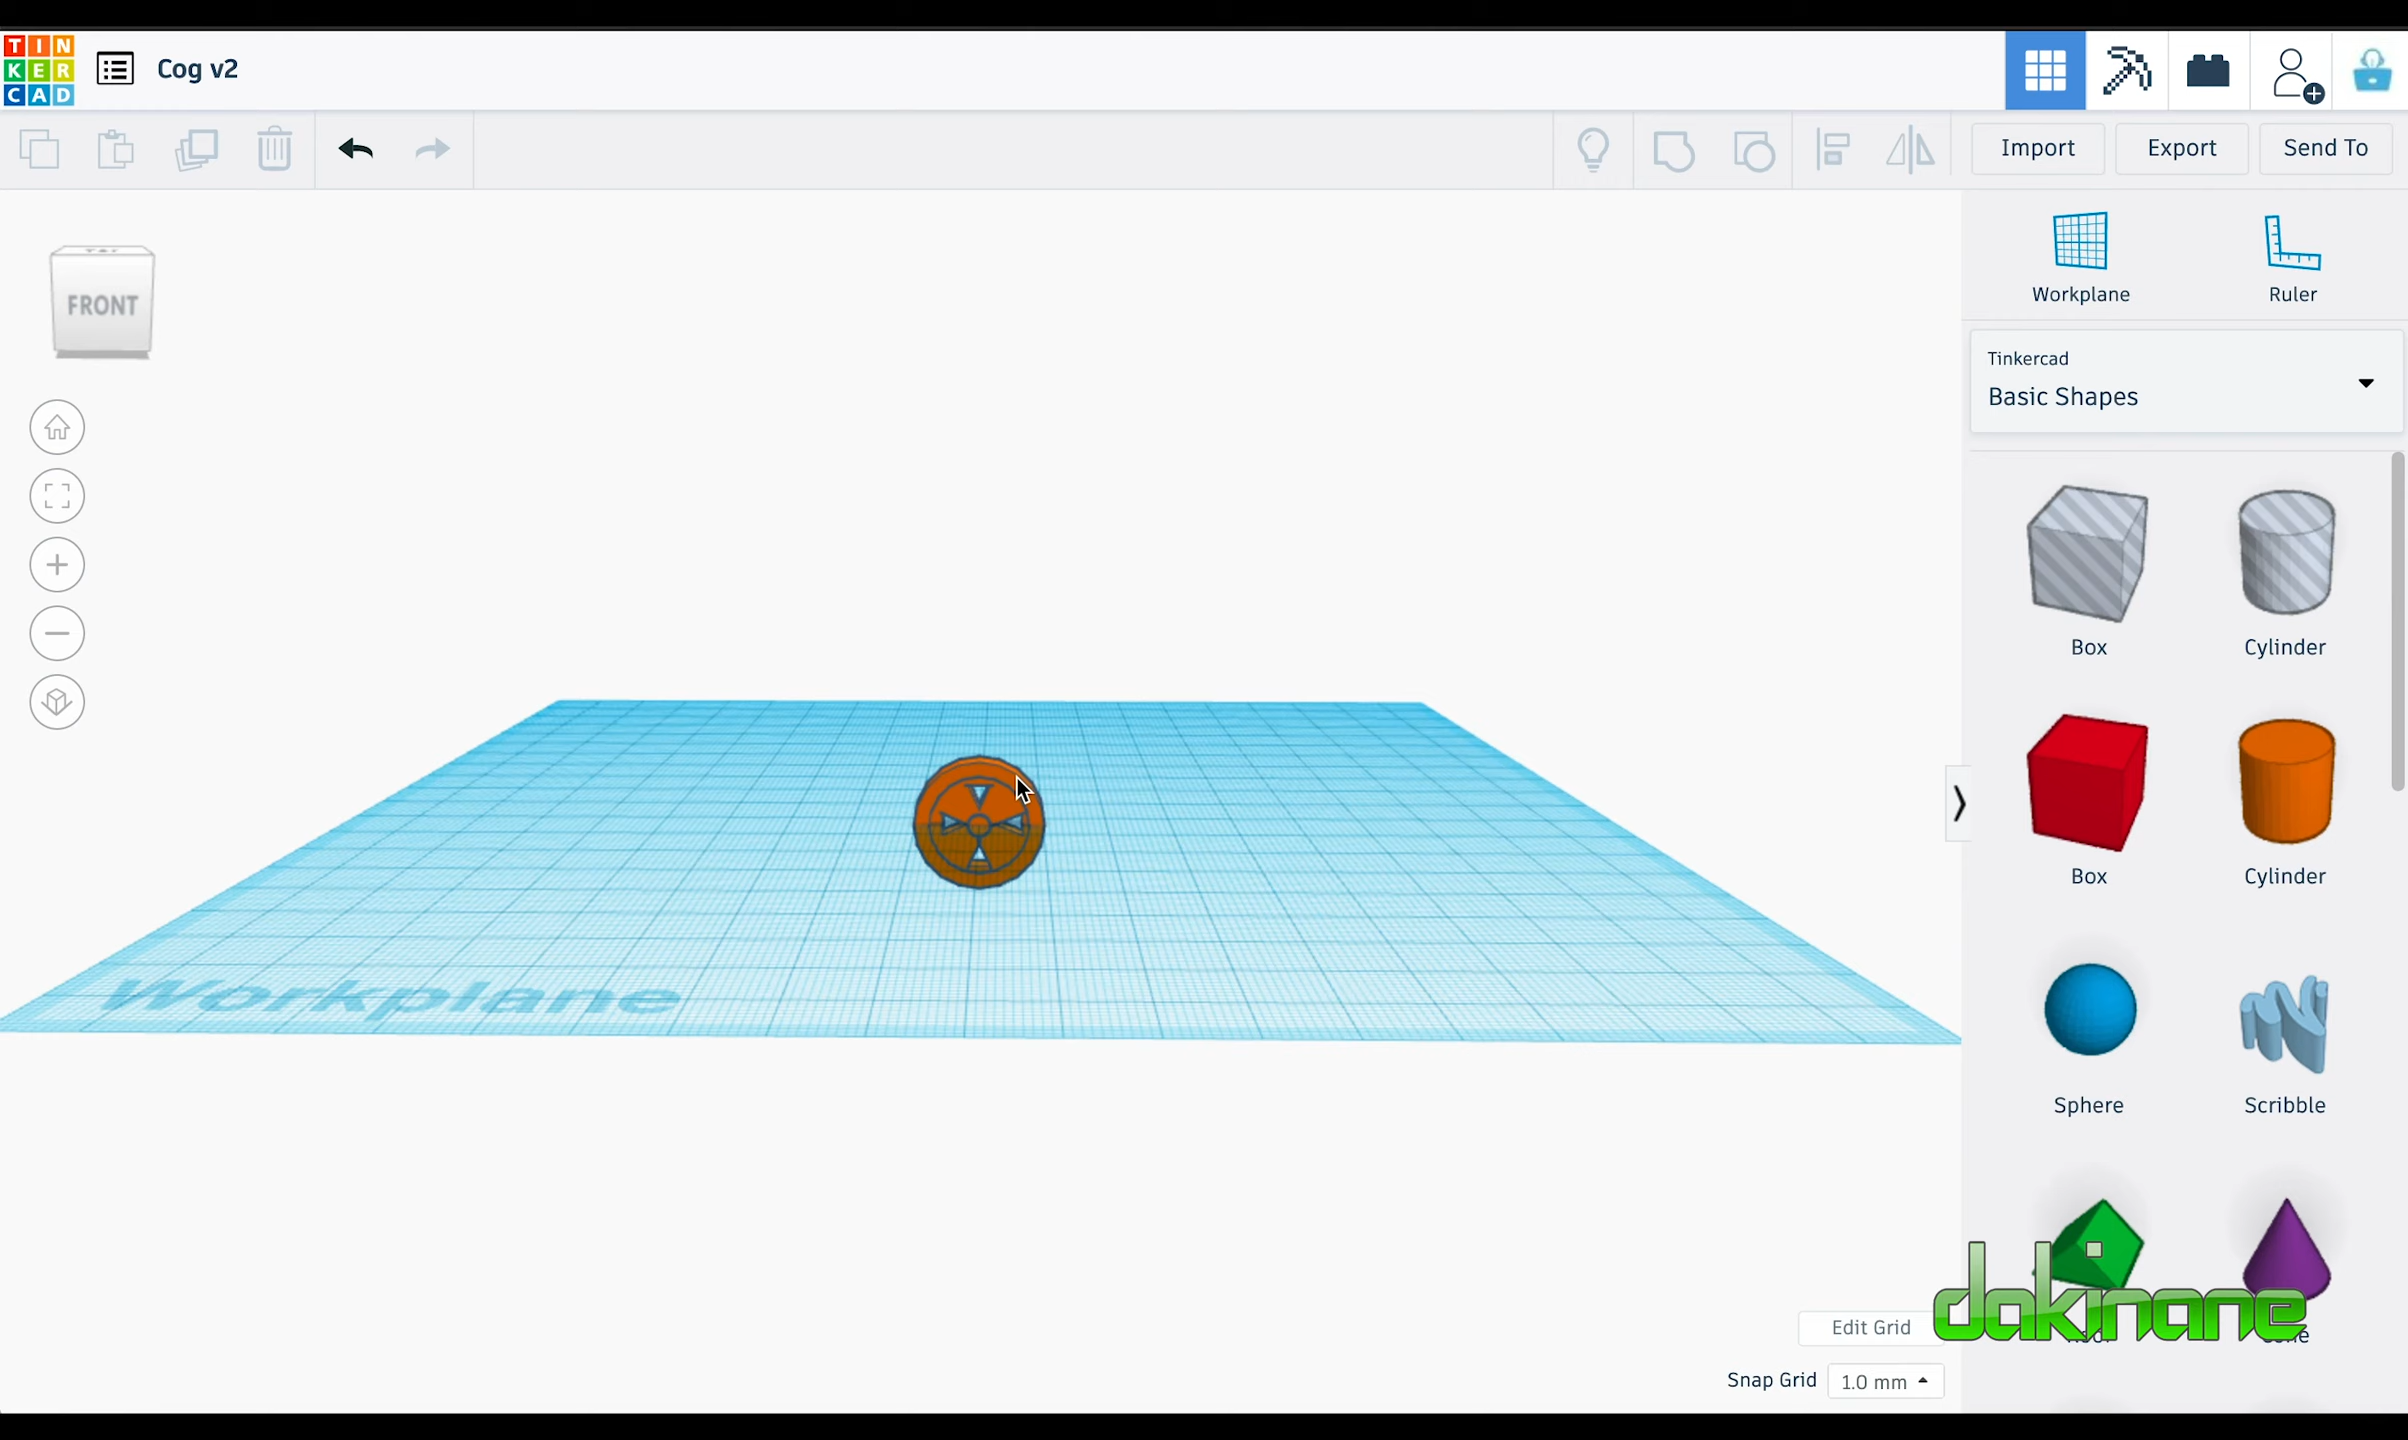 TIN
KER
CAD
Cog v2
Import
Export
Send To
FRONT
Workplane
Ruler
Tinkercad
Basic Shapes
Box
Cylinder
Box
Cylinder
Sphere
Scribble
Workplane
dakinane
Edit Grid
Snap Grid
1.0 mm